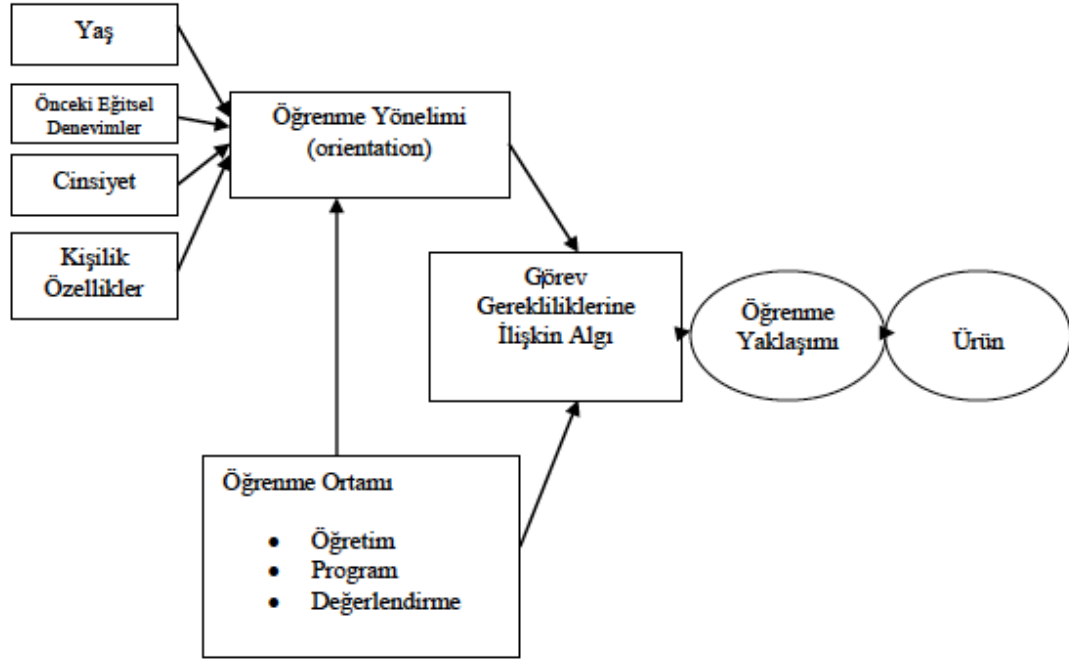 Yaş
Önceki Eğitsel
Denevimler
Cinsiyet
Kişilik
Özellikler
Öğrenme Yönelimi
(orientation)
Görev
Gerekliliklerine
İlişkin Algı
Öğrenme
Yaklaşımı
Ürün
Öğrenme Ortamı
• Öğretim
• Program
• Değerlendirme